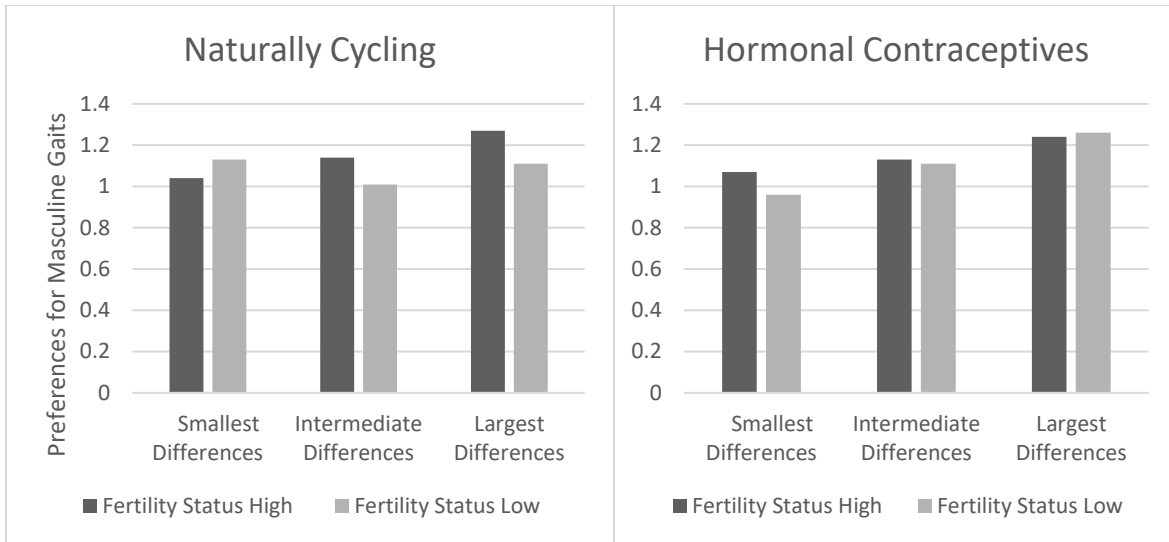 Naturally Cycling
Preferences for Masculine Gaits
1.4
1.2
1
0.8
0.6
0.4
0.2
0
Smallest Differences
Intermediate Differences
Largest Differences
Fertility Status High
Fertility Status Low
Hormonal Contraceptives
1.4
1.2
1
0.8
0.6
0.4
0.2
0
Smallest Differences
Intermediate Differences
Largest Differences
Fertility Status High
Fertility Status Low